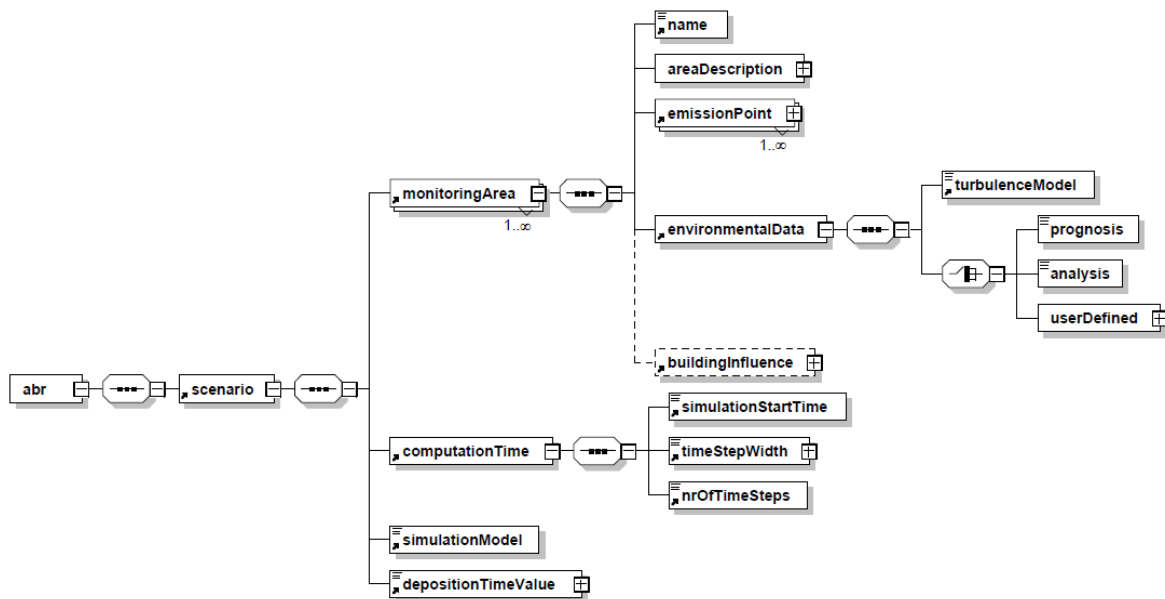 name
areaDescription
emissionPoint
1..∞
monitoringArea
1..∞
turbulenceModel
environmentalData
prognosis
analysis
userDefined
buildingInfluence
abr
scenario
simulationStartTime
computationTime
timeStepWidth
nrOfTimeSteps
simulationModel
depositionTimeValue